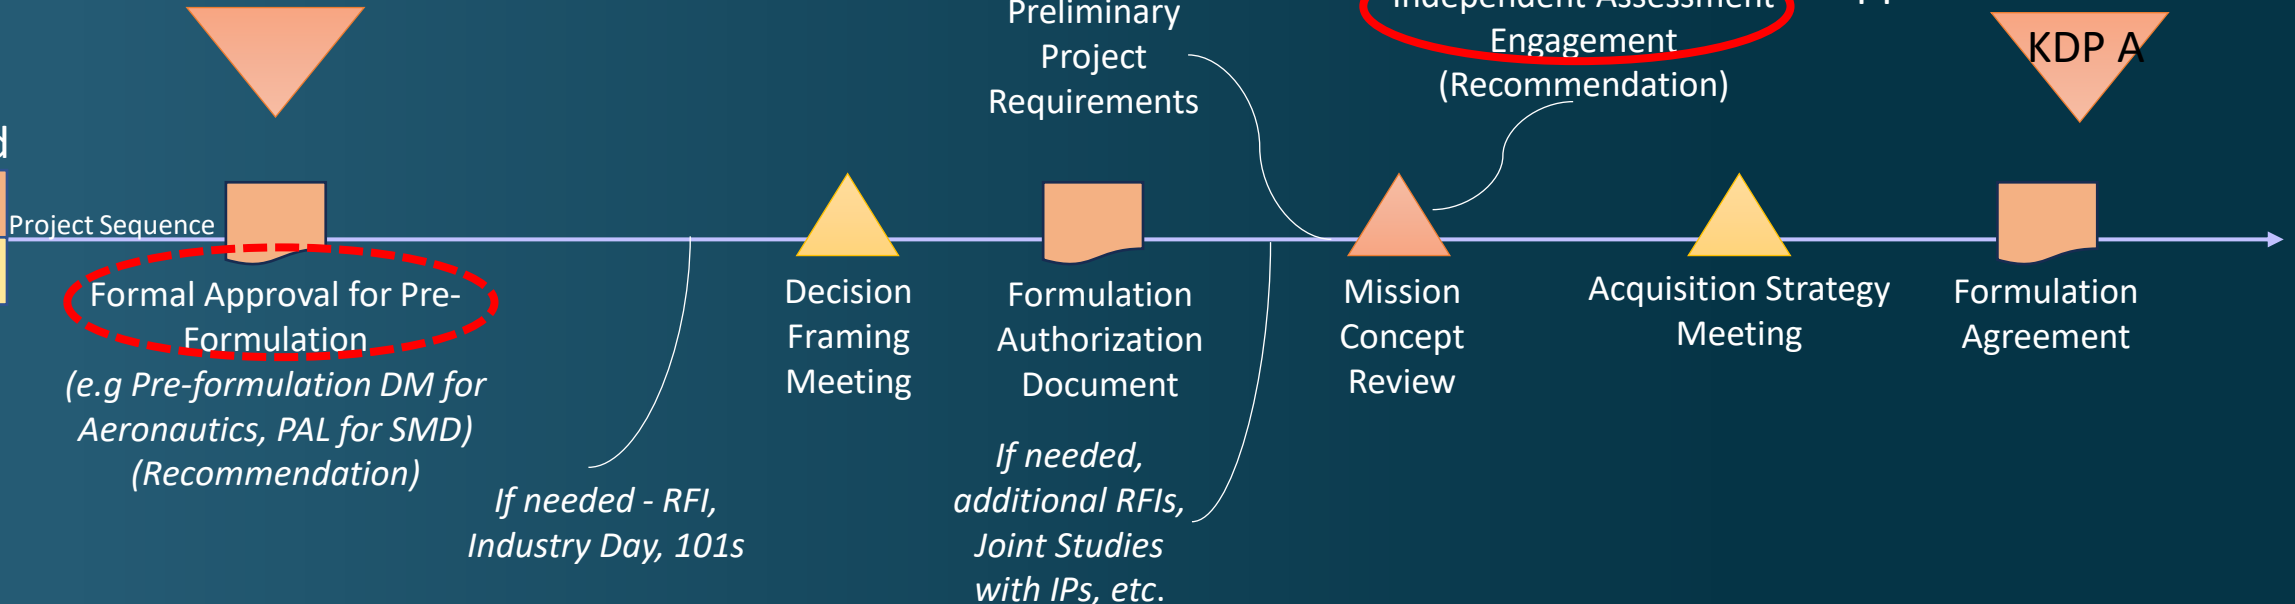 Preliminary
Project
Requirements
Independent Assessment
Engagement
(Recommendation)
KDP A
d
Project Sequence
Formal Approval for Pre-
Formulation
(e.g Pre-formulation DM for
Aeronautics, PAL for SMD)
(Recommendation)
If needed - RFI,
Industry Day, 101s
Decision
Framing
Meeting
Formulation
Authorization
Document
If needed,
additional RFIs,
Joint Studies
with IPs, etc.
Mission
Concept
Review
Acquisition Strategy
Meeting
Formulation
Agreement